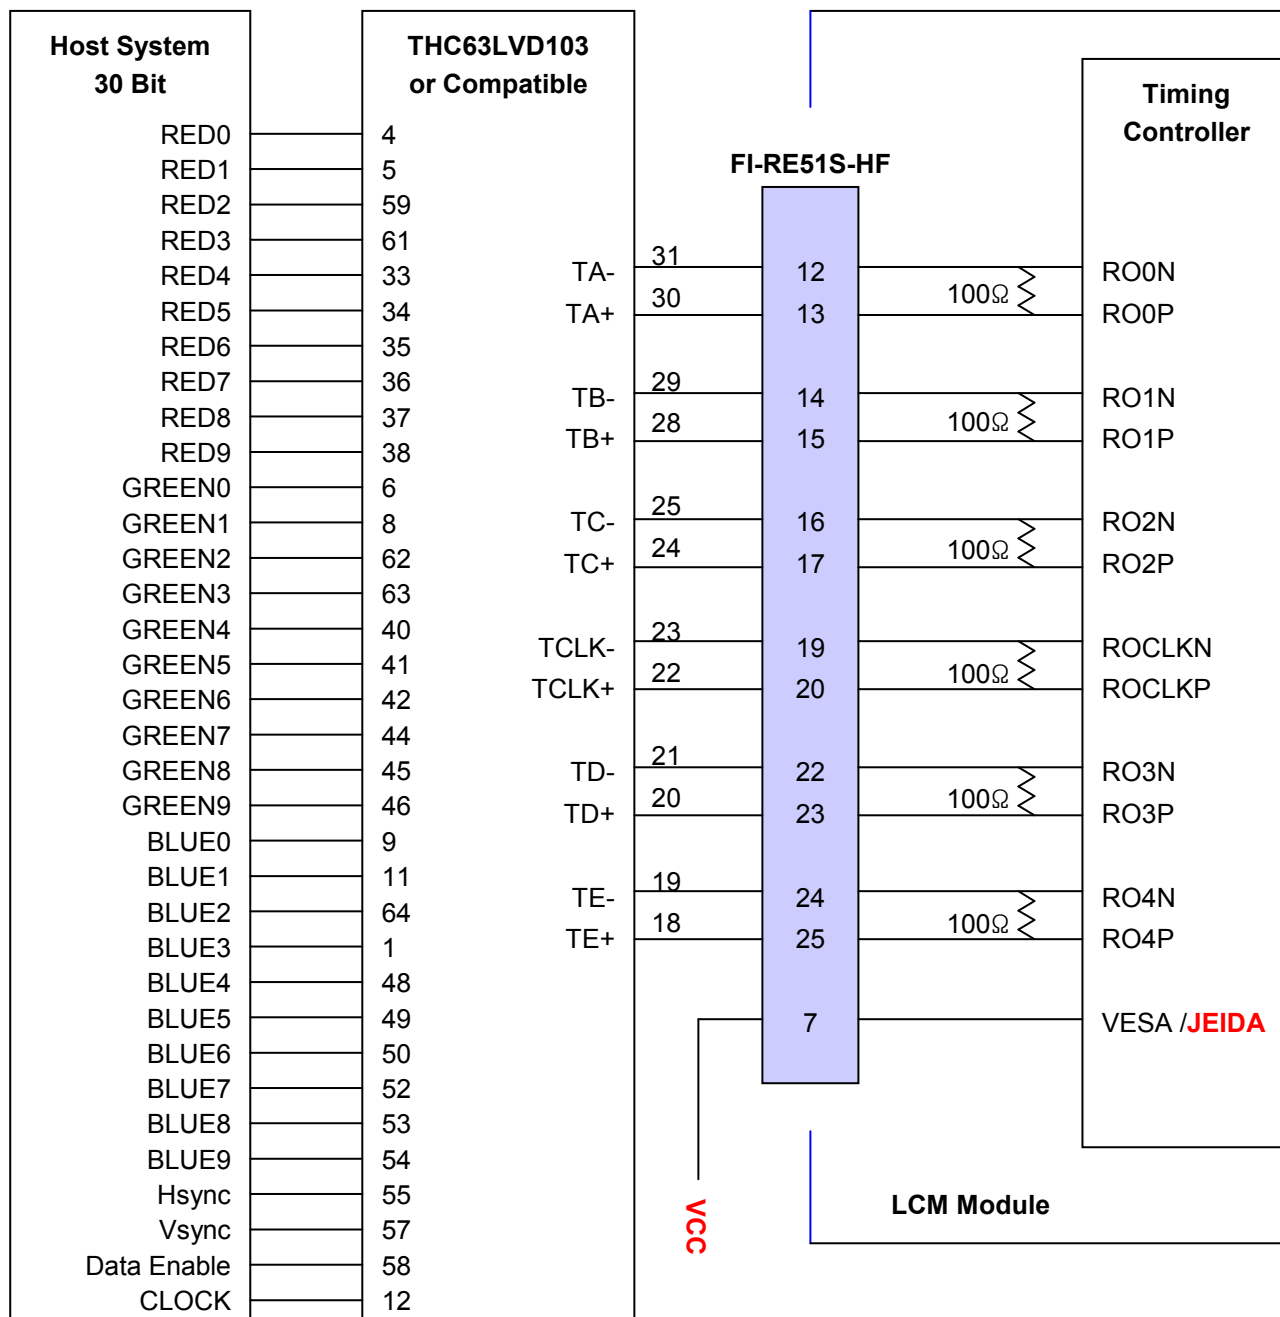 Host System
30 Bit
RED0
RED1
RED2
RED3
RED4
RED5
RED6
RED7
RED8
RED9
GREEN0
GREEN1
GREEN2
GREEN3
GREEN4
GREEN5
GREEN6
GREEN7
GREEN8
GREEN9
BLUE0
BLUE1
BLUE2
BLUE3
BLUE4
BLUE5
BLUE6
BLUE7
BLUE8
BLUE9
Hsync
Vsync
Data Enable
CLOCK
THC63LVD103
or Compatible
4
5
59
61
33
34
35
36
37
38
6
8
62
63
40
41
42
44
45
46
9
11
64
1
48
49
50
52
53
54
55
57
58
12
TA-
TA+
TB-
TB+
TC-
TC+
TCLK-
TCLK+
TD-
TD+
TE-
TE+
31
30
29
28
25
24
23
22
21
20
19
18
VCC
FI-RE51S-HF
12
13
14
15
16
17
19
20
22
23
24
25
7
100Ω
100Ω
100Ω
100Ω
100Ω
100Ω
Timing
Controller
RO0N
RO0P
RO1N
RO1P
RO2N
RO2P
ROCLKN
ROCLKP
RO3N
RO3P
RO4N
RO4P
VESA /JEIDA
LCM Module